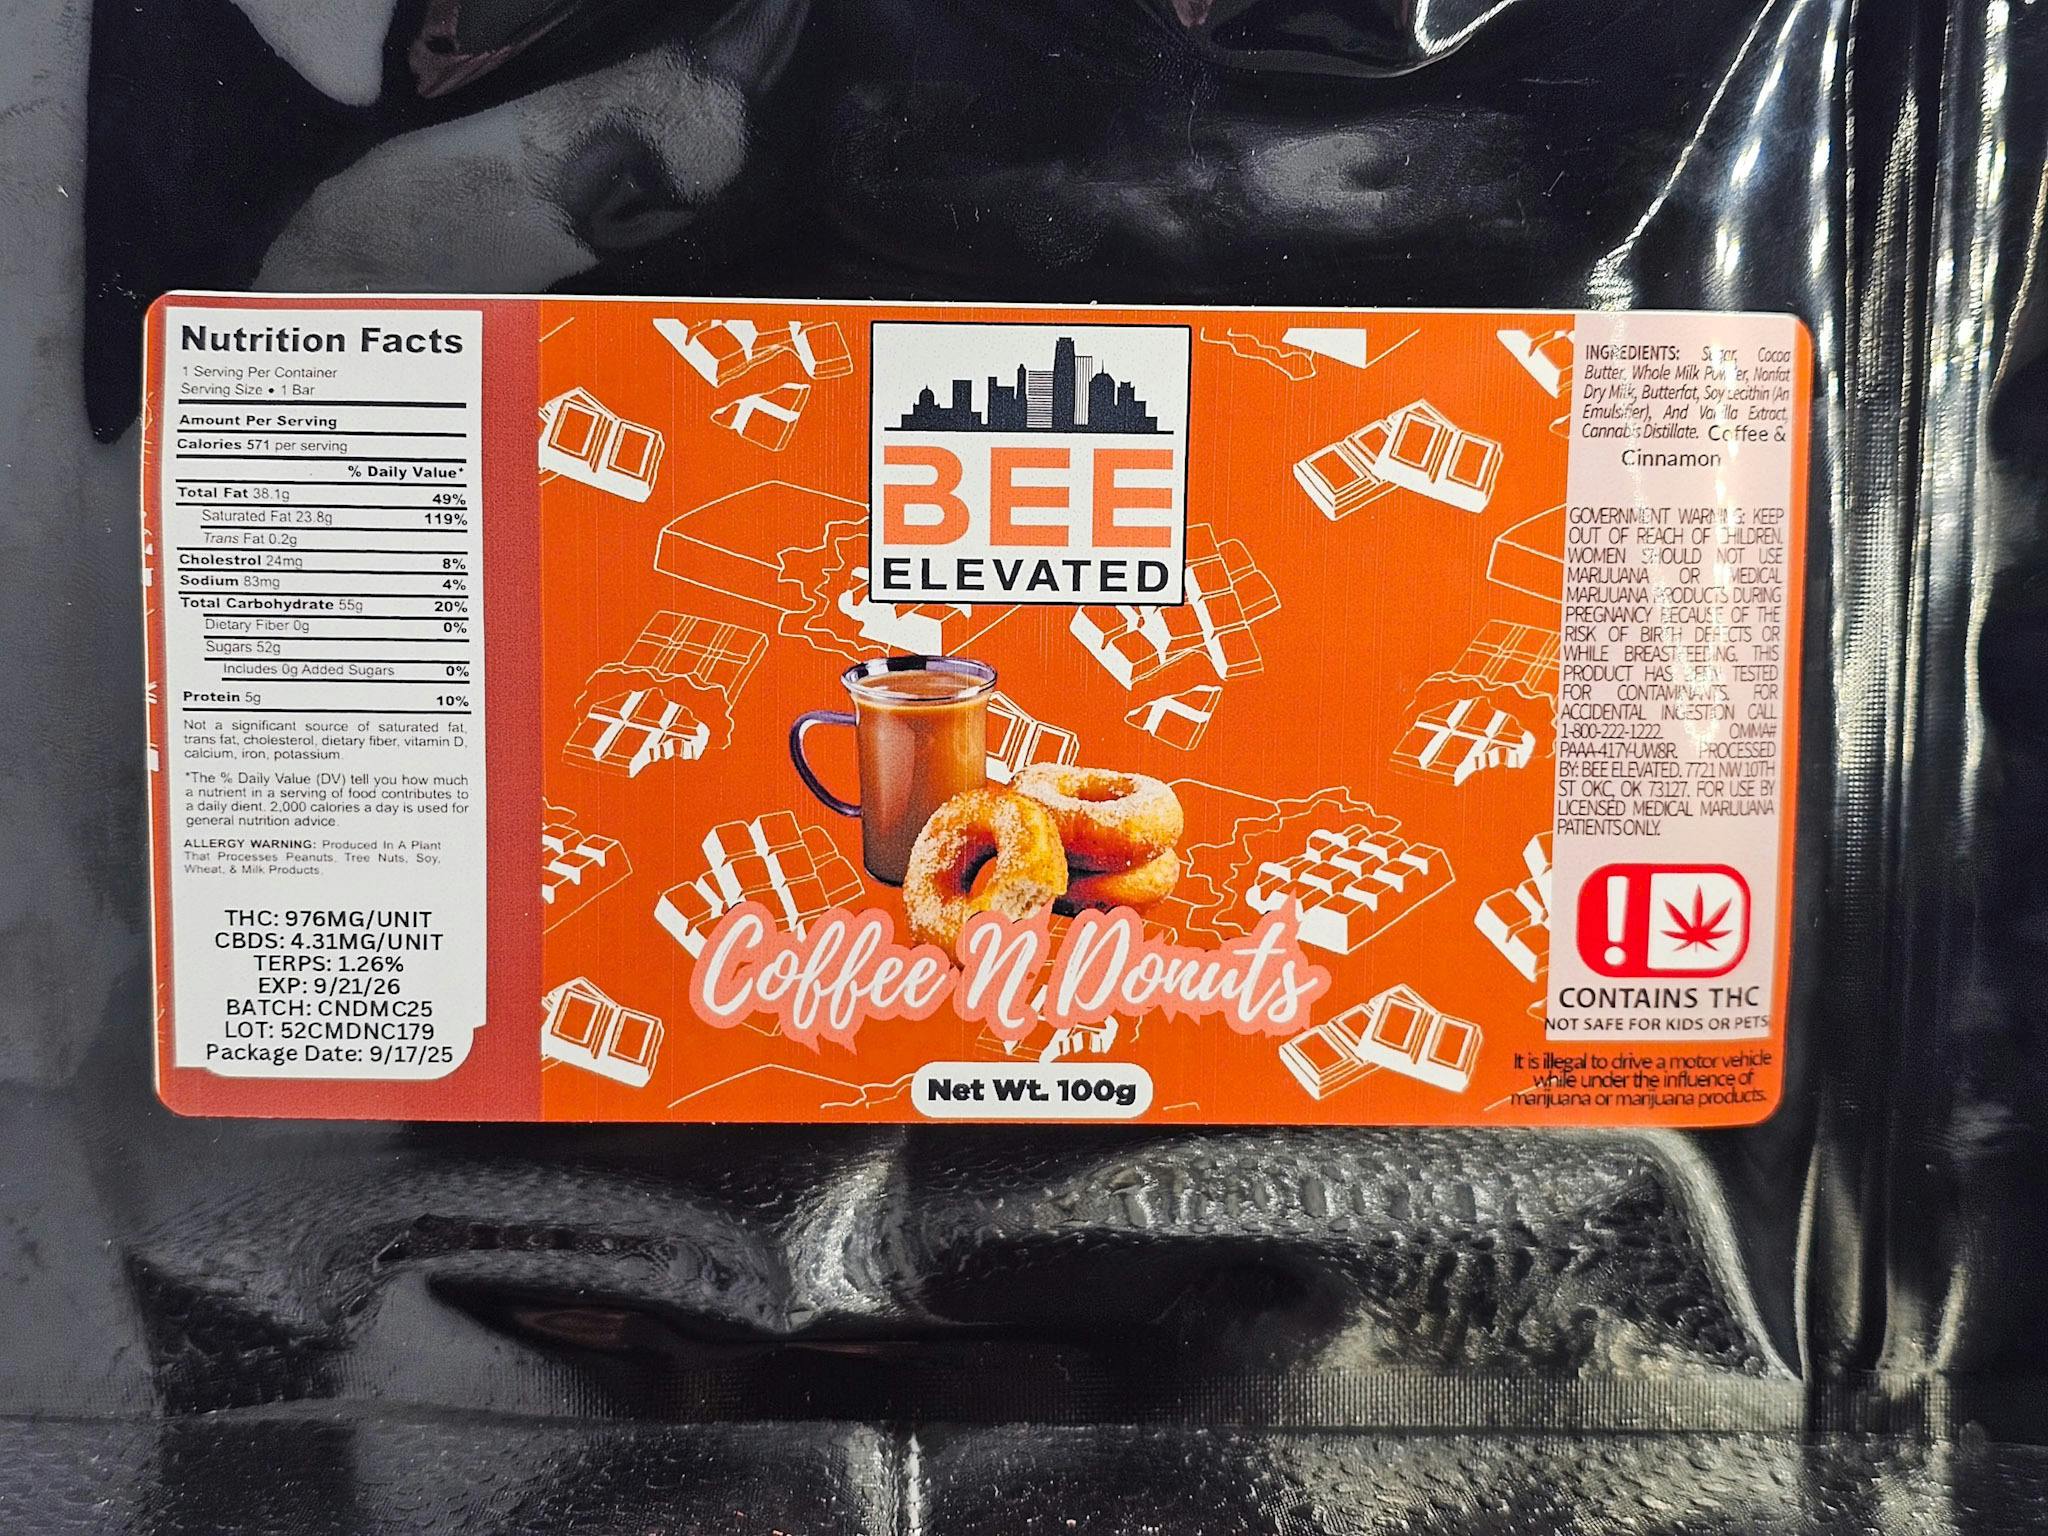 Nutrition Facts
1 Serving Per Container
Serving Size • 1 Bar
Amount Per Serving
Calories 571 per serving
% Daily Value*
Total Fat 38.1g 49%
Saturated Fat 23.8g 119%
Trans Fat 0.2g
Cholestrol 24mg 8%
Sodium 83mg 4%
Total Carbohydrate 55g 20%
Dietary Fiber 0g 0%
Sugars 52g
Includes 0g Added Sugars 0%
Protein 5g 10%
Not a significant source of saturated fat,
trans fat, cholesterol, dietary fiber, vitamin D,
calcium, iron, potassium.
*The % Daily Value (DV) tell you how much
a nutrient in a serving of food contributes to
a daily dient. 2,000 calories a day is used for
general nutrition advice.
ALLERGY WARNING: Produced In A Plant
That Processes Peanuts, Tree Nuts, Soy,
Wheat, & Milk Products.
THC: 976MG/UNIT
CBDS: 4.31MG/UNIT
TERPS: 1.26%
EXP: 9/21/26
BATCH: CNDMC25
LOT: 52CMDNC179
Package Date: 9/17/25
BEE
ELEVATED
Coffee N Donuts
Net Wt. 100g
INGREDIENTS: Sugar, Cocoa
Butter, Whole Milk Powder, Nonfat
Dry Milk, Butterfat, Soy Lecithin (An
Emulsifier), And Vanilla Extract,
Cannabis Distillate. Coffee &
Cinnamon
GOVERNMENT WARNING: KEEP
OUT OF REACH OF CHILDREN.
WOMEN SHOULD NOT USE
MARIJUANA OR MEDICAL
MARIJUANA PRODUCTS DURING
PREGNANCY BECAUSE OF THE
RISK OF BIRTH DEFECTS OR
WHILE BREASTFEEDING. THIS
PRODUCT HAS BEEN TESTED
FOR CONTAMINANTS. FOR
ACCIDENTAL INGESTION CALL
1-800-222-1222. OMMA#
PAAA-417Y-UW8R. PROCESSED
BY: BEE ELEVATED. 7721 NW 10TH
ST OKC, OK 73127. FOR USE BY
LICENSED MEDICAL MARIJUANA
PATIENTS ONLY.
!
CONTAINS THC
NOT SAFE FOR KIDS OR PETS
It is illegal to drive a motor vehicle
while under the influence of
marijuana or marijuana products.